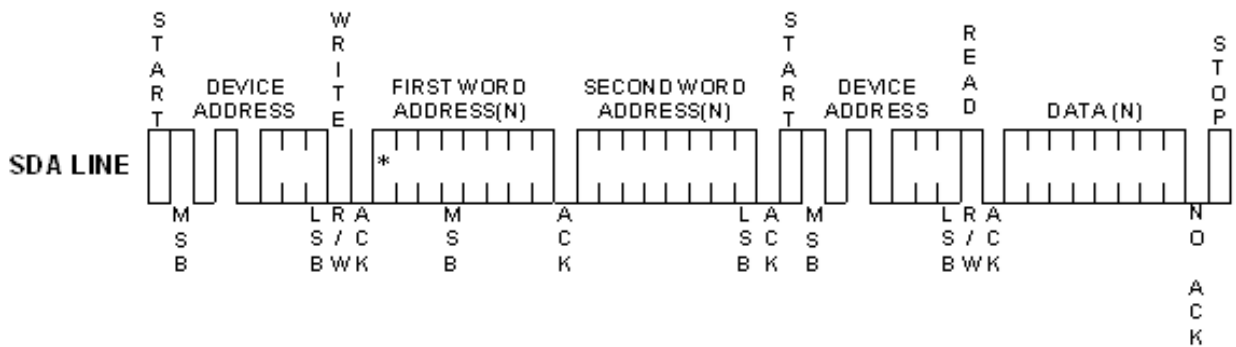 START
WRITE
START
READ
STOP
DEVICE
ADDRESS
FIRST WORD
ADDRESS(N)
SECOND WORD
ADDRESS(N)
DEVICE
ADDRESS
DATA (N)
SDA LINE
*
MSB
LSB
R/W
ACK
MSB
ACK
LSB
ACK
MSB
LSB
R/W
ACK
NO ACK